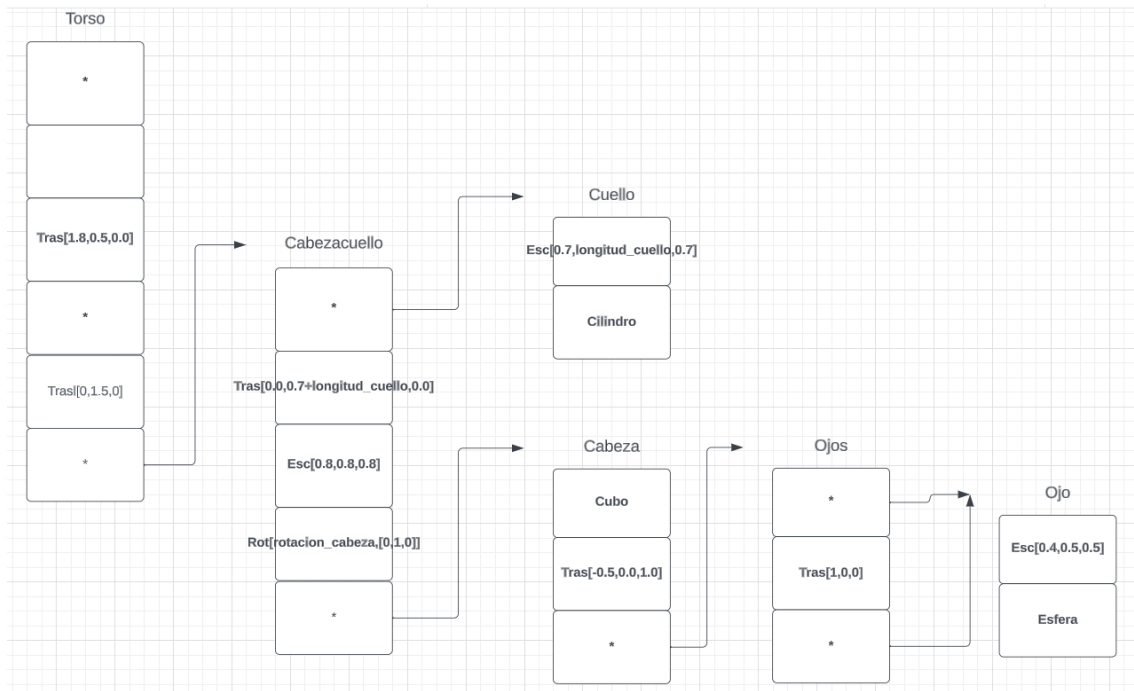 Torso
*
Tras[1.8,0.5,0.0]
*
Trasl[0,1.5,0]
*
Cabezacuello
*
Tras[0.0,0.7+longitud_cuello,0.0]
Esc[0.8,0.8,0.8]
Rot[rotacion_cabeza,[0,1,0]]
*
Cuello
Esc[0.7,longitud_cuello,0.7]
Cilindro
Cabeza
Cubo
Tras[-0.5,0.0,1.0]
*
Ojos
*
Tras[1,0,0]
*
Ojo
Esc[0.4,0.5,0.5]
Esfera